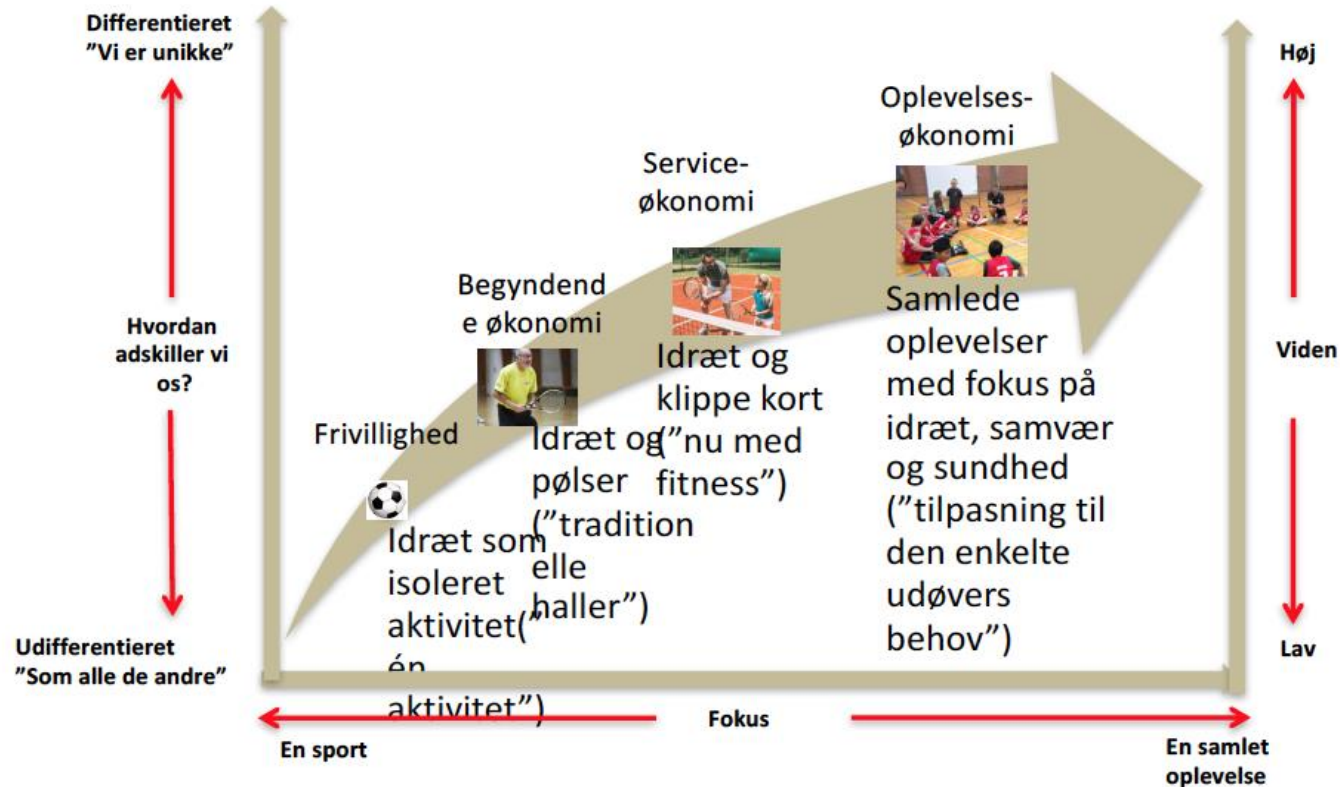 Differentieret
”Vi er unikke”
Hvordan
adskiller vi
os?
Udifferentieret
”Som alle de andre”
Frivillighed
Idræt som
isoleret
aktivitet(”
én
aktivitet”)
Begyndend
e økonomi
Idræt og
pølser
(”tradition
elle
haller”)
Service-
økonomi
Idræt og
klippe kort
(”nu med
fitness”)
Oplevelses-
økonomi
Samlede
oplevelser
med fokus på
idræt, samvær
og sundhed
(”tilpasning til
den enkelte
udøvers
behov”)
Høj
Viden
Lav
Fokus
En sport
En samlet
oplevelse